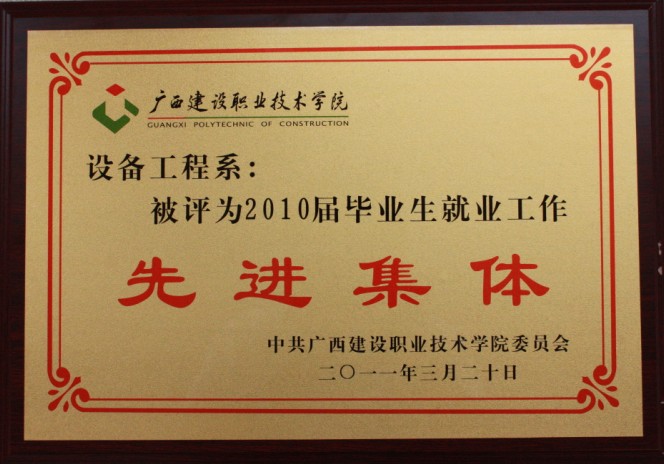 广西建设职业技术学院
GUANGXI POLYTECHNIC OF CONSTRUCTION
设备工程系：
被评为2010届毕业生就业工作
先进集体
中共广西建设职业技术学院委员会
二〇一一年三月二十日